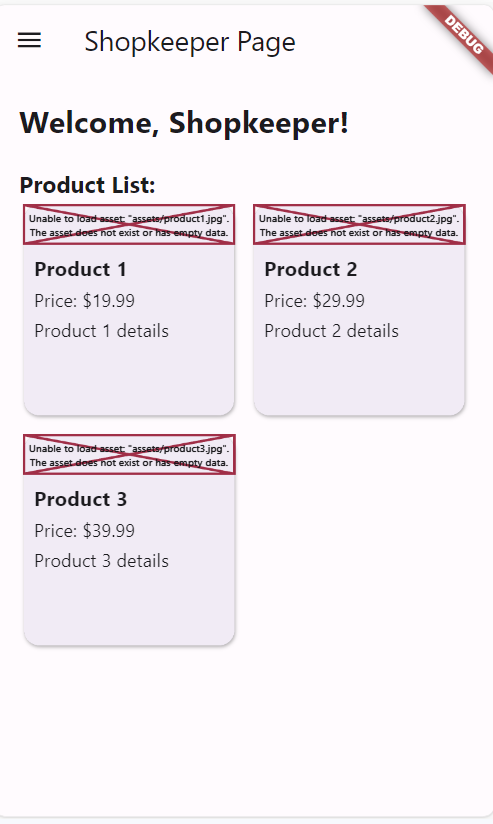 Shopkeeper Page
DEBUG
Welcome, Shopkeeper!
Product List:
Unable to load asset: "assets/product1.jpg".
The asset does not exist or has empty data.
Product 1
Price: $19.99
Product 1 details
Unable to load asset: "assets/product2.jpg".
The asset does not exist or has empty data.
Product 2
Price: $29.99
Product 2 details
Unable to load asset: "assets/product3.jpg".
The asset does not exist or has empty data.
Product 3
Price: $39.99
Product 3 details